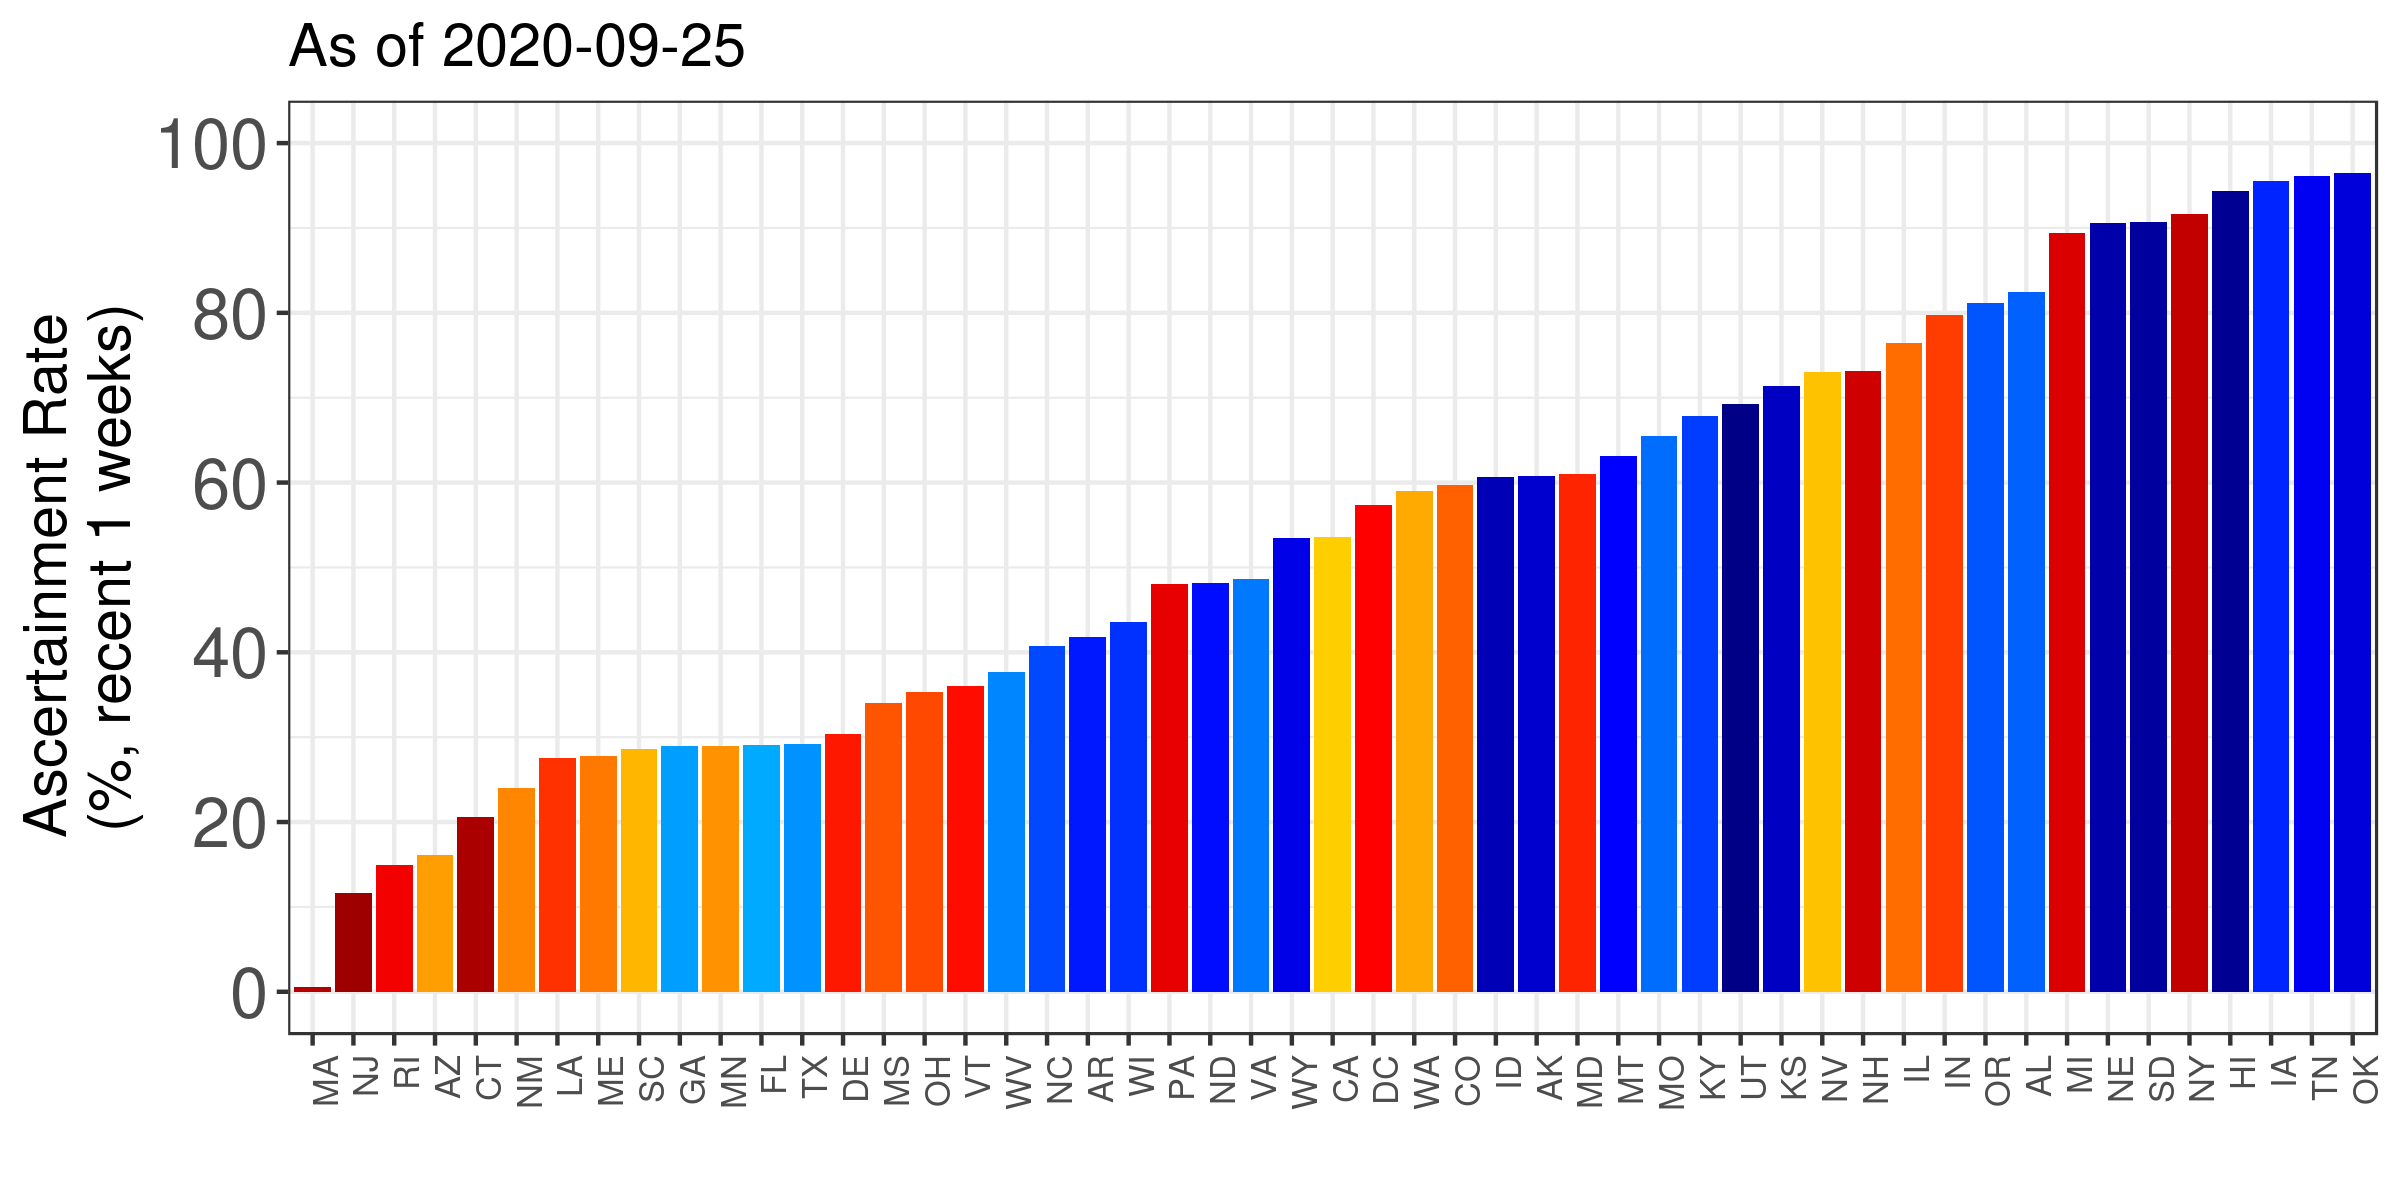 As of 2020-09-25
Ascertainment Rate
(%, recent 1 weeks)
100
80
60
40
20
0
MA NJ RI AZ CT NM LA ME SC GA MN FL TX DE MS OH VT WV NC AR WI PA ND VA WY CA DC WA CO ID AK MD MT MO KY UT KS NV NH IL IN OR AL MI NE SD NY HI IA TN OK